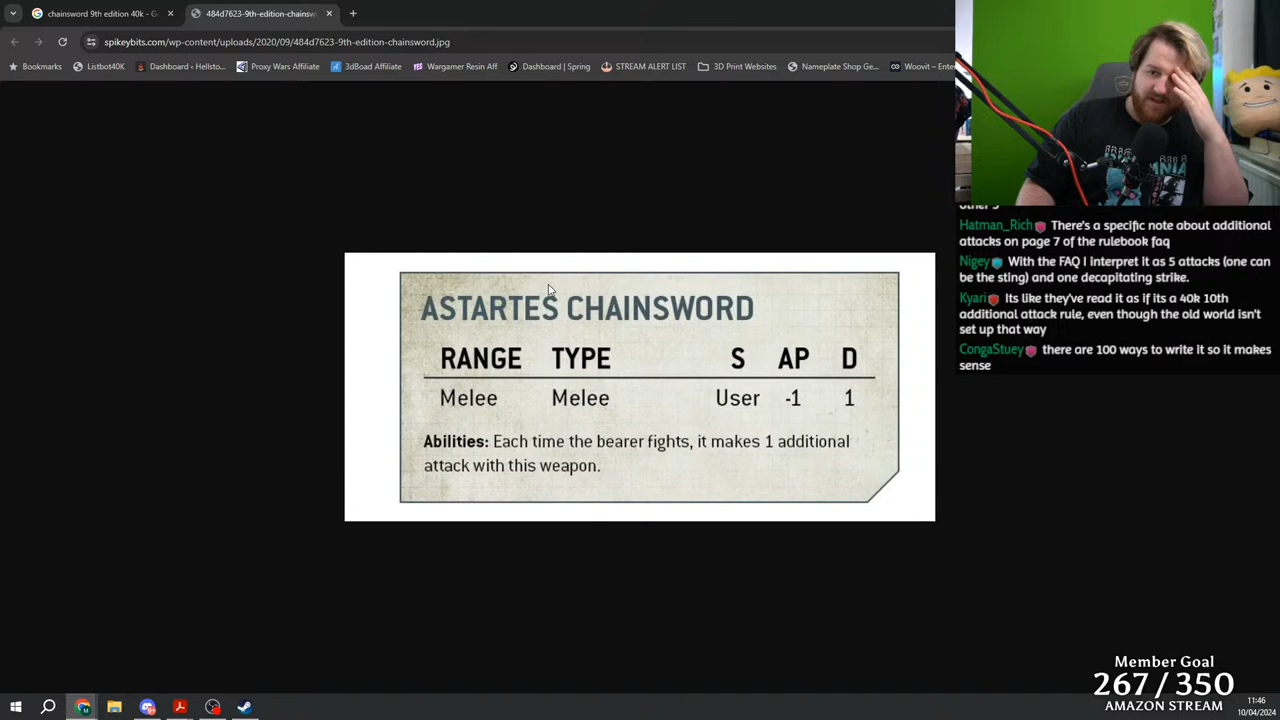 chainsword 9th edition 40k - G
484d7623-9th-edition-chainsw
spikeybits.com/wp-content/uploads/2020/09/484d7623-9th-edition-chainsword.jpg
Bookmarks
Listbot40K
Dashboard ‹ Hellsto...
Proxy Wars Affiliate
3dBoad Affiliate
Wargamer Resin Aff
Dashboard | Spring
STREAM ALERT LIST
3D Print Websites
Nameplate Shop Ge...
Woovit – Ente
Hatman_Rich There's a specific note about additional
attacks on page 7 of the rulebook faq
Nigey With the FAQ I interpret it as 5 attacks (one can
be the sting) and one decapitating strike.
Kyari Its like they've read it as if its a 40k 10th
additional attack rule, even though the old world isn't
set up that way
CongaStuey there are 100 ways to write it so it makes
sense
ASTARTES CHAINSWORD
RANGE TYPE S AP D
Melee Melee User -1 1
Abilities: Each time the bearer fights, it makes 1 additional
attack with this weapon.
Member Goal
267/350
AMAZON STREAM
11:46
10/04/2024